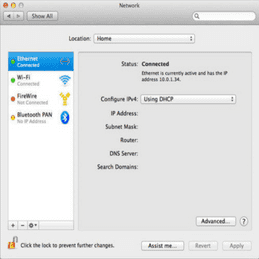 Network
Show All
Location: Home
Ethernet
Connected
Wi-Fi
Connected
FireWire
Not Connected
Bluetooth PAN
No IP Address
Status: Connected
Ethernet is currently active and has the IP
address 10.0.1.34.
Configure IPv4: Using DHCP
IP Address:
Subnet Mask:
Router:
DNS Server:
Search Domains:
Advanced... ?
Click the lock to prevent further changes.
Assist me... Revert Apply